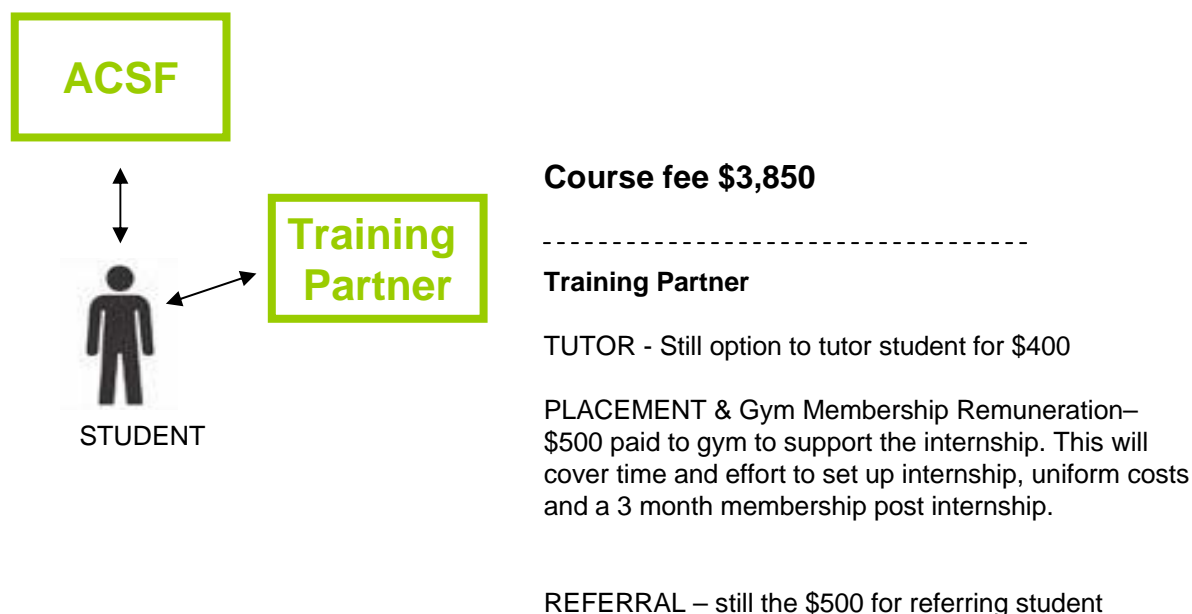 ACSF
Training
Partner
STUDENT
Course fee $3,850
Training Partner
TUTOR - Still option to tutor student for $400
PLACEMENT & Gym Membership Remuneration–
$500 paid to gym to support the internship. This will
cover time and effort to set up internship, uniform costs
and a 3 month membership post internship.
REFERRAL – still the $500 for referring student